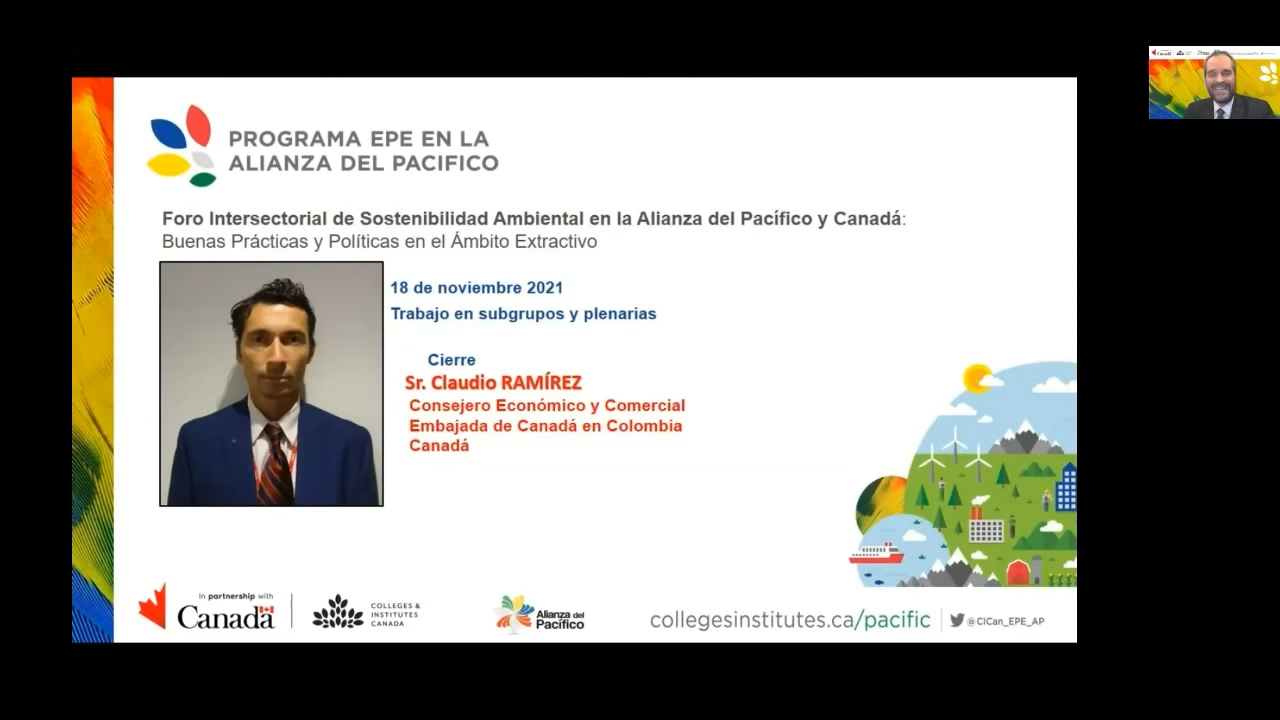 PROGRAMA EPE EN LA
ALIANZA DEL PACIFICO
Foro Intersectorial de Sostenibilidad Ambiental en la Alianza del Pacífico y Canadá:
Buenas Prácticas y Políticas en el Ámbito Extractivo
18 de noviembre 2021
Trabajo en subgrupos y plenarias
Cierre
Sr. Claudio RAMÍREZ
Consejero Económico y Comercial
Embajada de Canadá en Colombia
Canadá
In partnership with
Canada
COLLEGES &
INSTITUTES
CANADA
Alianza del
Pacífico
collegesinstitutes.ca/pacific
@CICan_EPE_AP